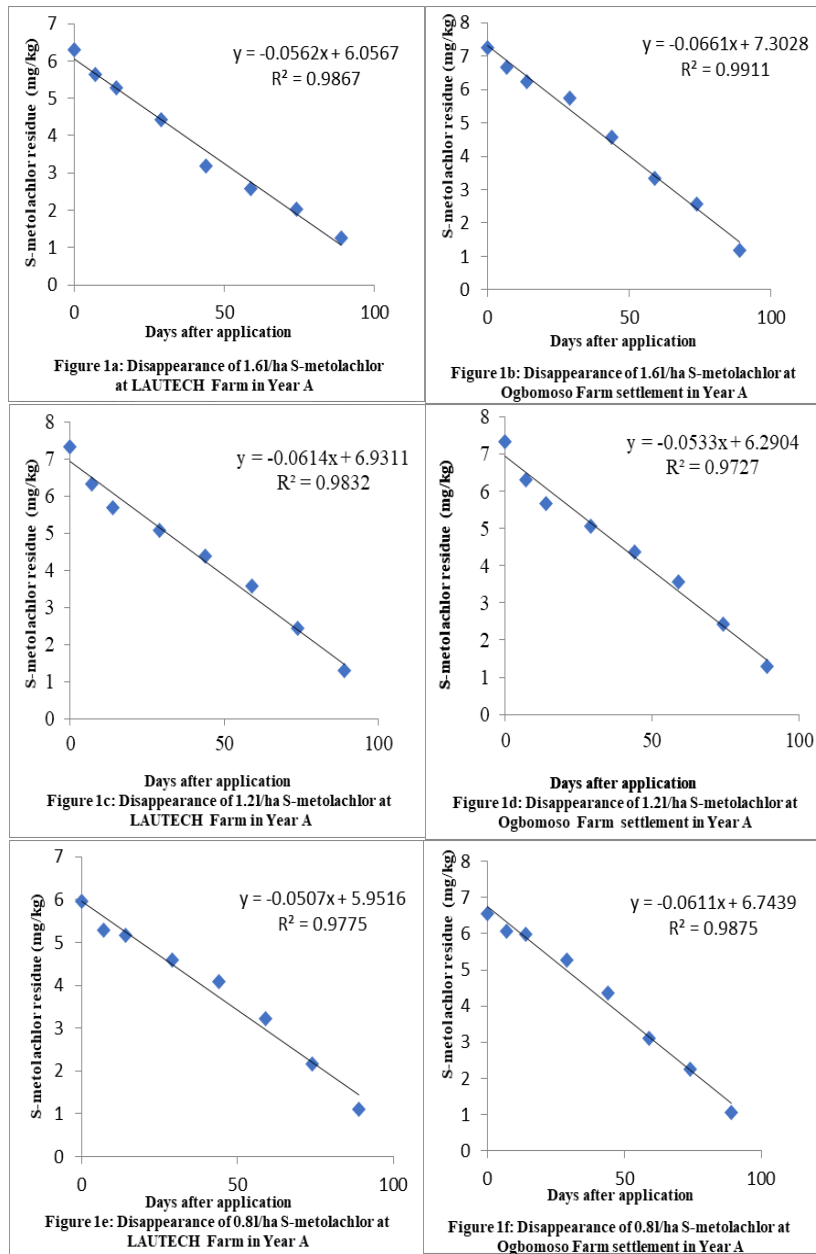 y = -0.0562x + 6.0567
R² = 0.9867
S-metolachlor residue (mg/kg)
7
6
5
4
3
2
1
0
0 50 100
Days after application
Figure 1a: Disappearance of 1.6l/ha S-metolachlor
at LAUTECH Farm in Year A
y = -0.0661x + 7.3028
R² = 0.9911
S-metolachlor residue (mg/kg)
8
7
6
5
4
3
2
1
0
0 50 100
Days after application
Figure 1b: Disappearance of 1.6l/ha S-metolachlor at
Ogbomoso Farm settlement in Year A
y = -0.0614x + 6.9311
R² = 0.9832
S-metolachlor residue (mg/kg)
8
7
6
5
4
3
2
1
0
0 50 100
Days after application
Figure 1c: Disappearance of 1.2l/ha S-metolachlor at
LAUTECH Farm in Year A
y = -0.0533x + 6.2904
R² = 0.9727
S-metolachlor residue (mg/kg)
8
7
6
5
4
3
2
1
0
0 50 100
Days after application
Figure 1d: Disappearance of 1.2l/ha S-metolachlor at
Ogbomoso Farm settlement in Year A
y = -0.0507x + 5.9516
R² = 0.9775
S-metolachlor residue (mg/kg)
7
6
5
4
3
2
1
0
0 50 100
Days after application
Figure 1e: Disappearance of 0.8l/ha S-metolachlor at
LAUTECH Farm in Year A
y = -0.0611x + 6.7439
R² = 0.9875
S-metolachlor residue (mg/kg)
8
7
6
5
4
3
2
1
0
0 50 100
Days after application
Figure 1f: Disappearance of 0.8l/ha S-metolachlor at
Ogbomoso Farm settlement in Year A